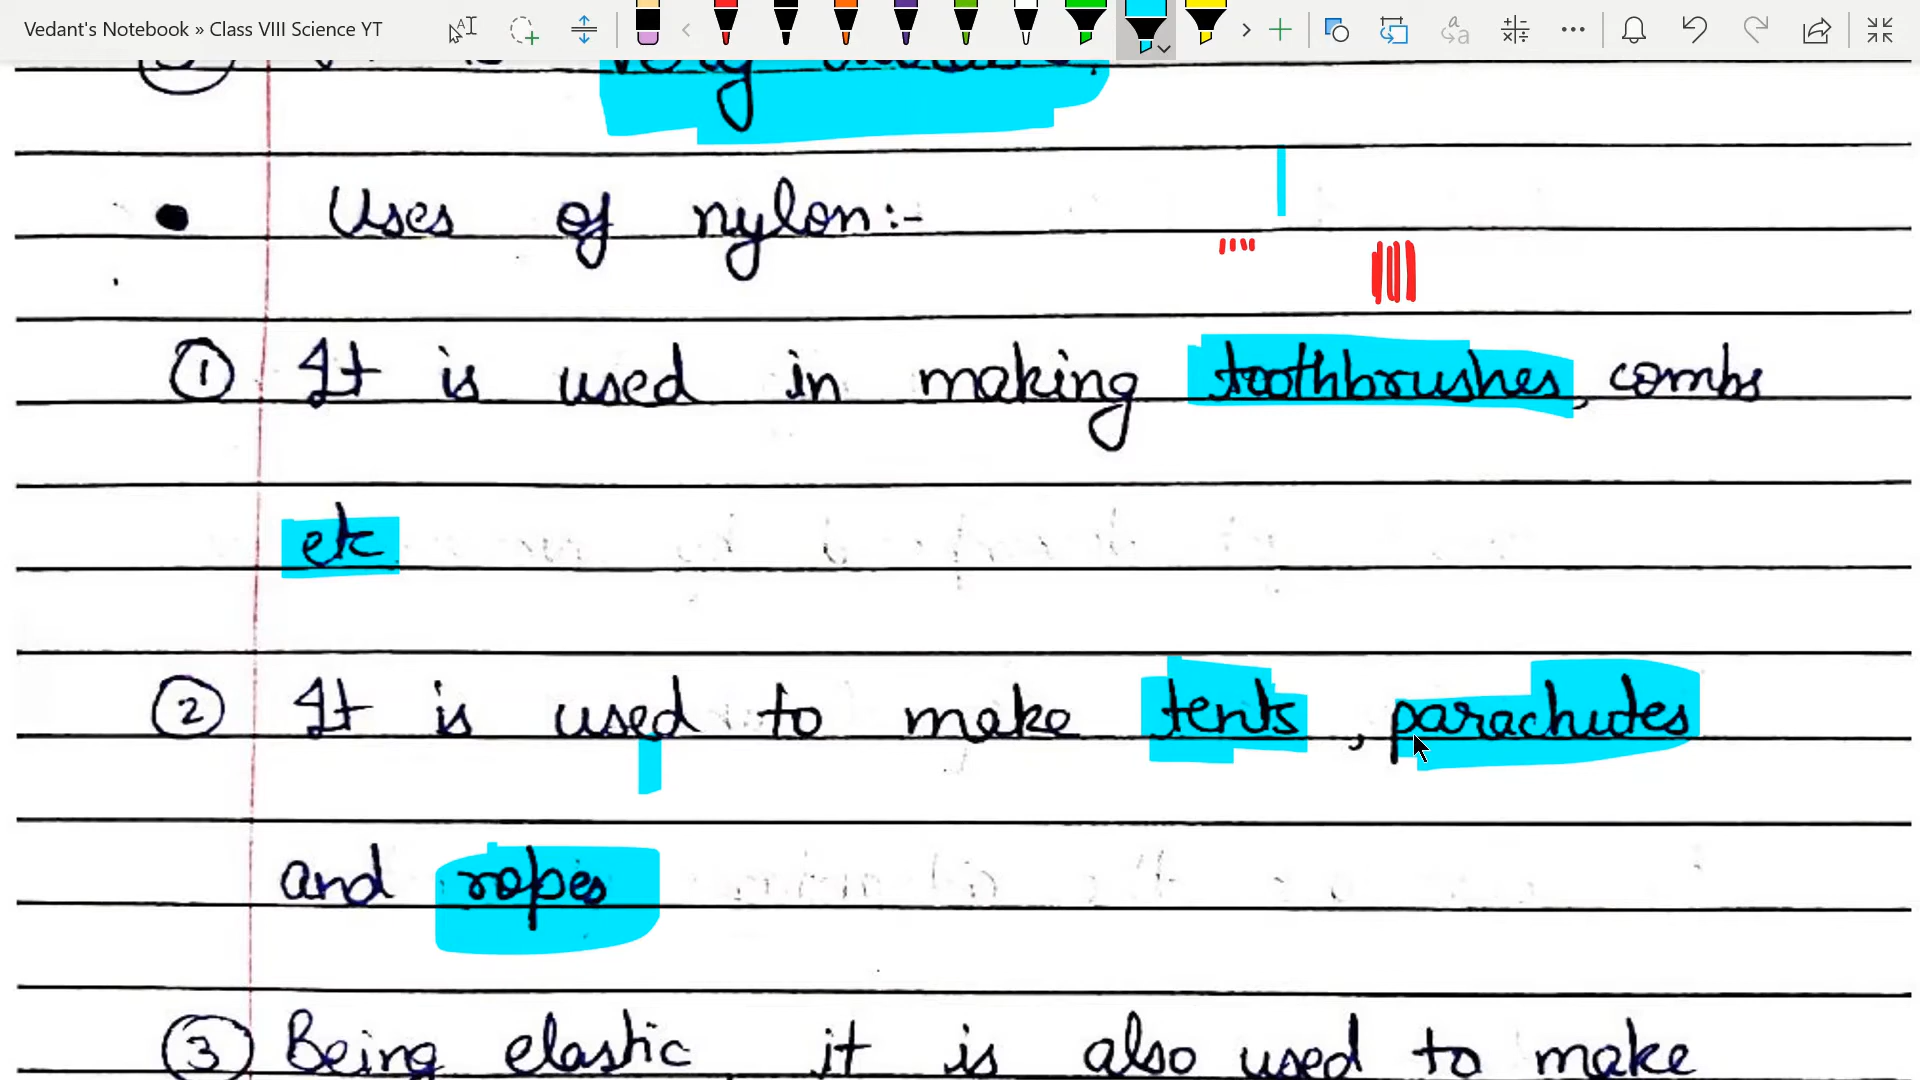 Vedant's Notebook » Class VIII Science YT
very
• Uses of nylon:-
① It is used in making toothbrushes, combs
etc
② It is used to make tents, parachutes
and ropes
③ Being elastic, it is also used to make